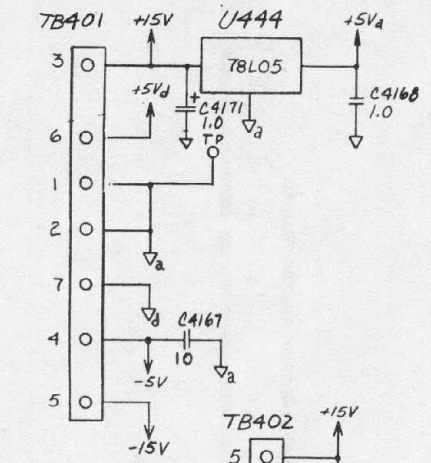 TB401 +15V U444 +5Va
3 78L05
+5Vd + C4171 C4168
1.0 1.0
6 a
TP
1
2
a
7
d
C4167
4
10
-5V a
5
-15V
TB402 +15V
5